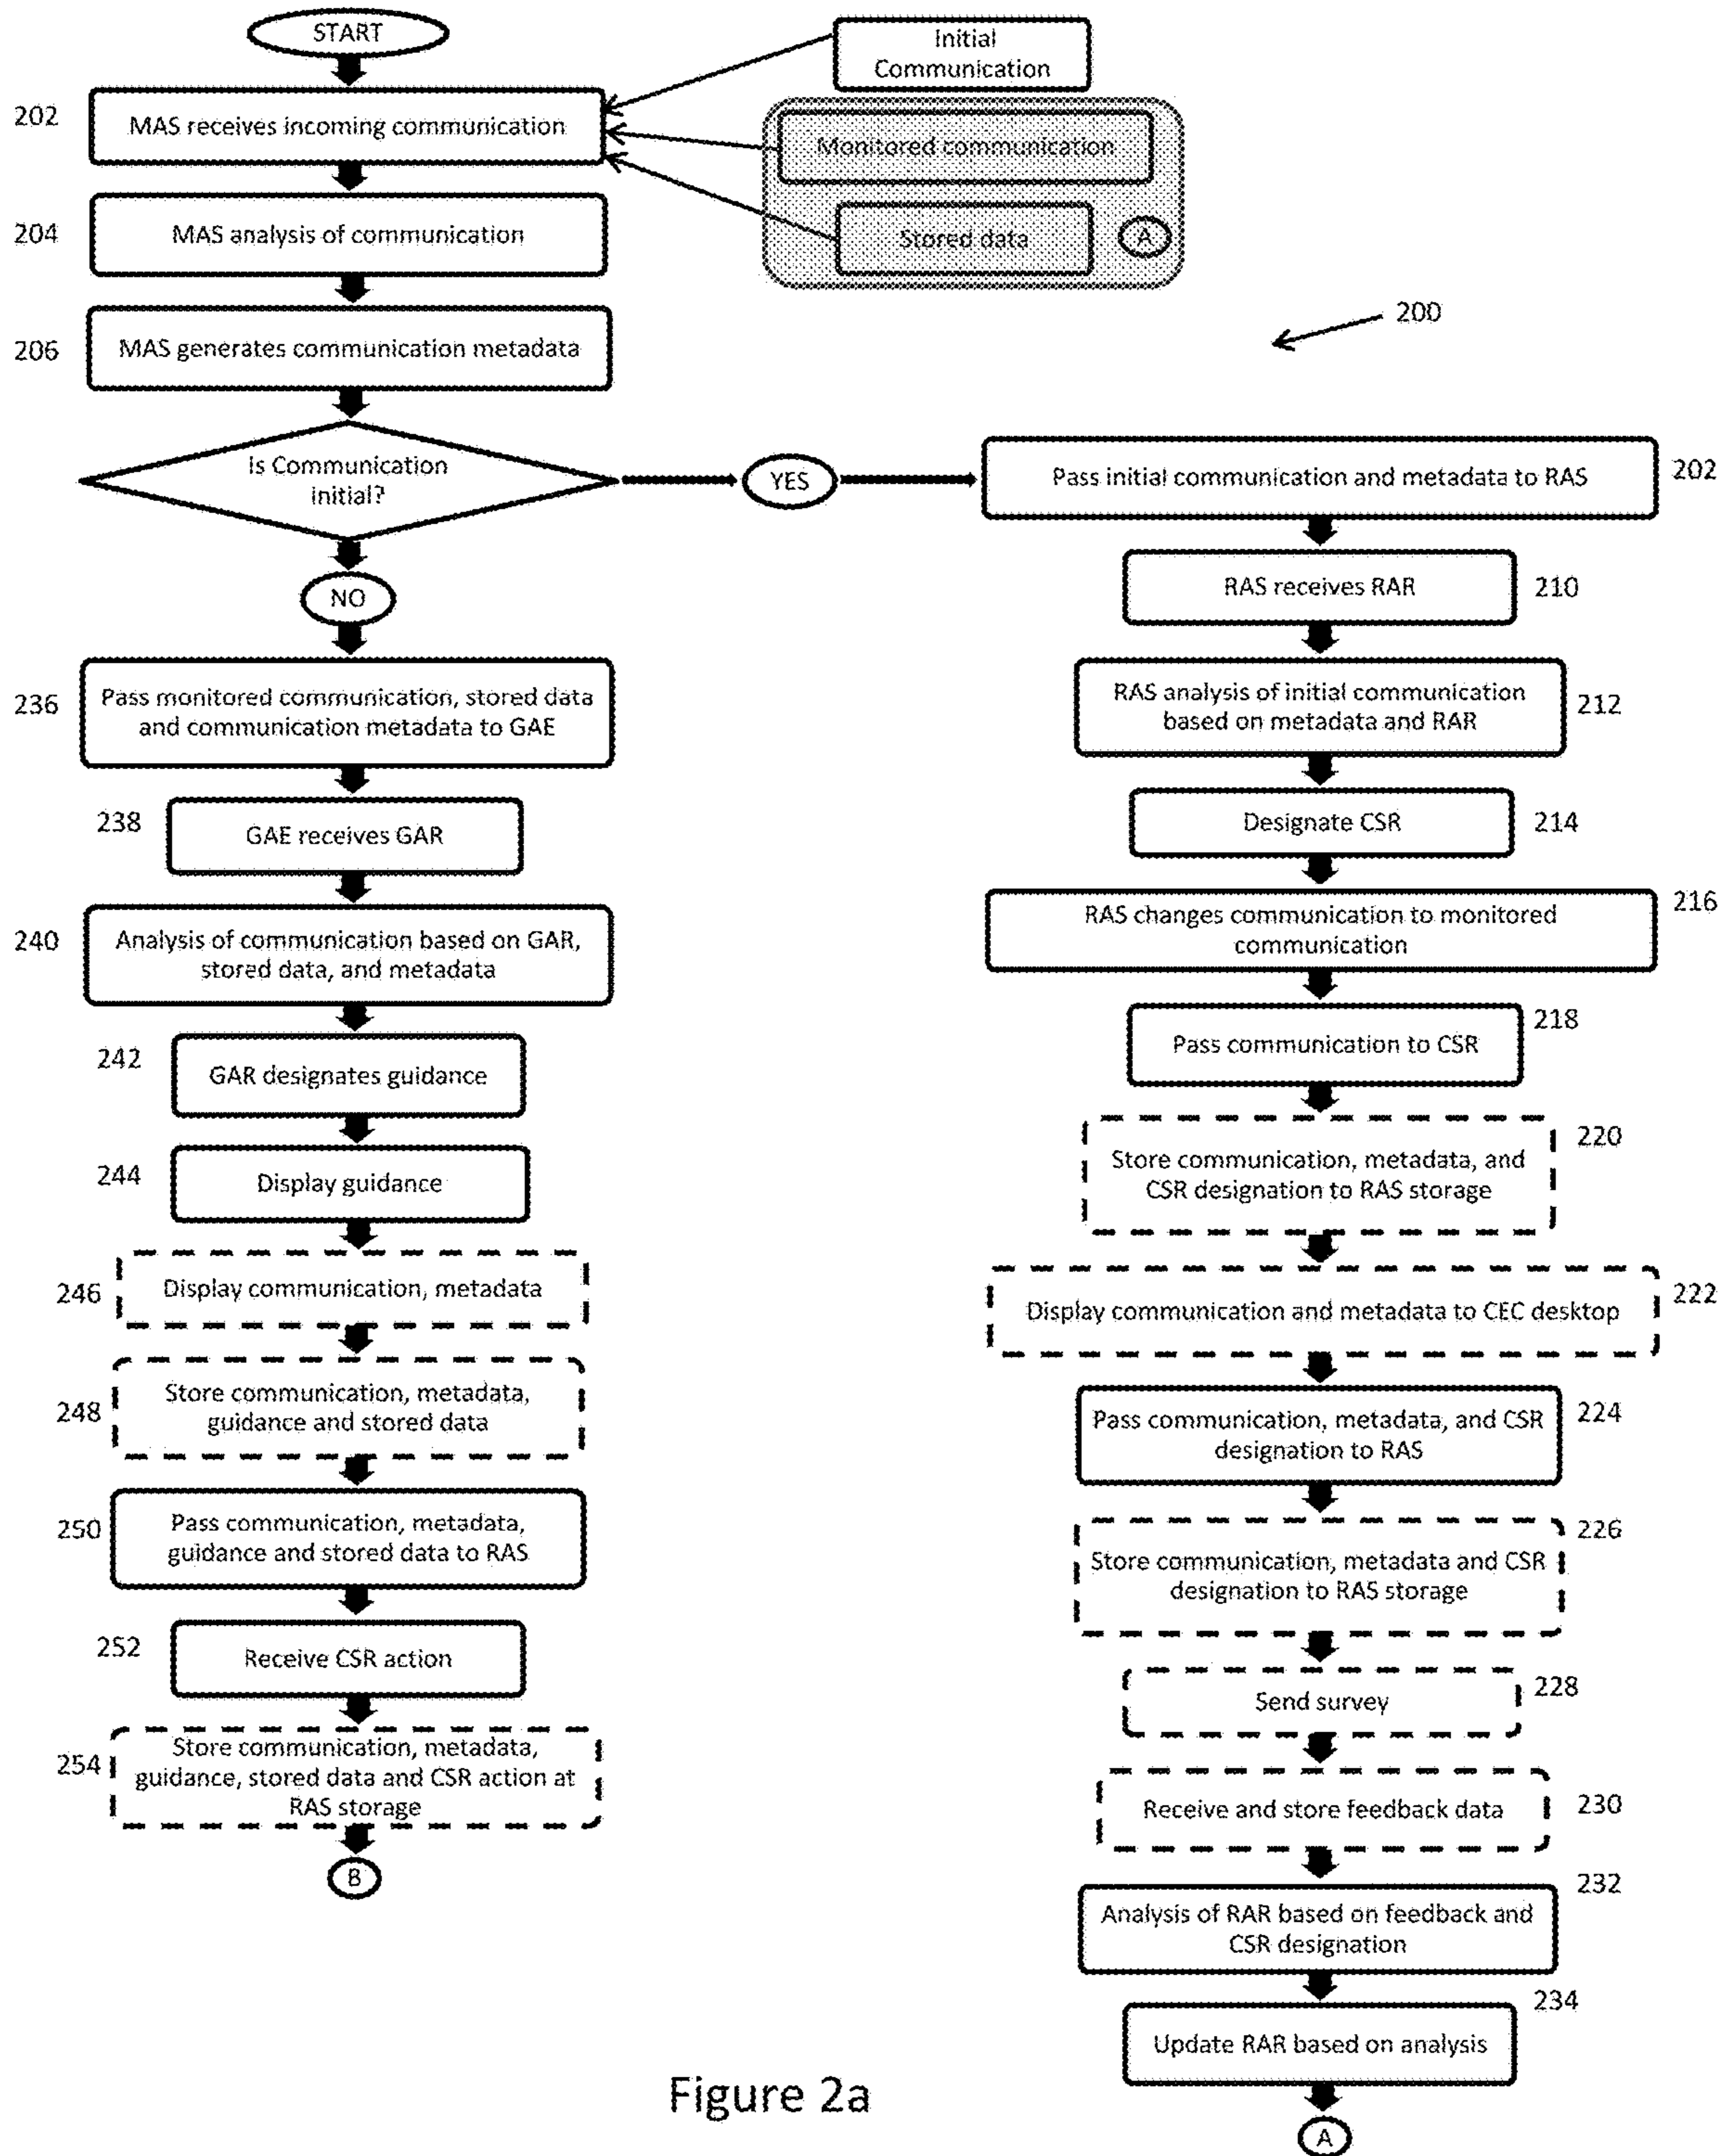 START
Initial
Communication
202
MAS receives incoming communication
Monitored communication
204
MAS analysis of communication
Stored data
A
200
206
MAS generates communication metadata
Is Communication
initial?
YES
Pass initial communication and metadata to RAS
202
NO
RAS receives RAR
210
236
Pass monitored communication, stored data
and communication metadata to GAE
RAS analysis of initial communication
based on metadata and RAR
212
238
GAE receives GAR
Designate CSR
214
240
Analysis of communication based on GAR,
stored data, and metadata
RAS changes communication to monitored
communication
216
242
GAR designates guidance
Pass communication to CSR
218
244
Display guidance
Store communication, metadata, and
CSR designation to RAS storage
220
246
Display communication, metadata
Display communication and metadata to CEC desktop
222
248
Store communication, metadata,
guidance and stored data
Pass communication, metadata, and CSR
designation to RAS
224
250
Pass communication, metadata,
guidance and stored data to RAS
Store communication, metadata and CSR
designation to RAS storage
226
252
Receive CSR action
Send survey
228
254
Store communication, metadata,
guidance, stored data and CSR action at
RAS storage
Receive and store feedback data
230
B
Analysis of RAR based on feedback and
CSR designation
232
Update RAR based on analysis
234
Figure 2a
A